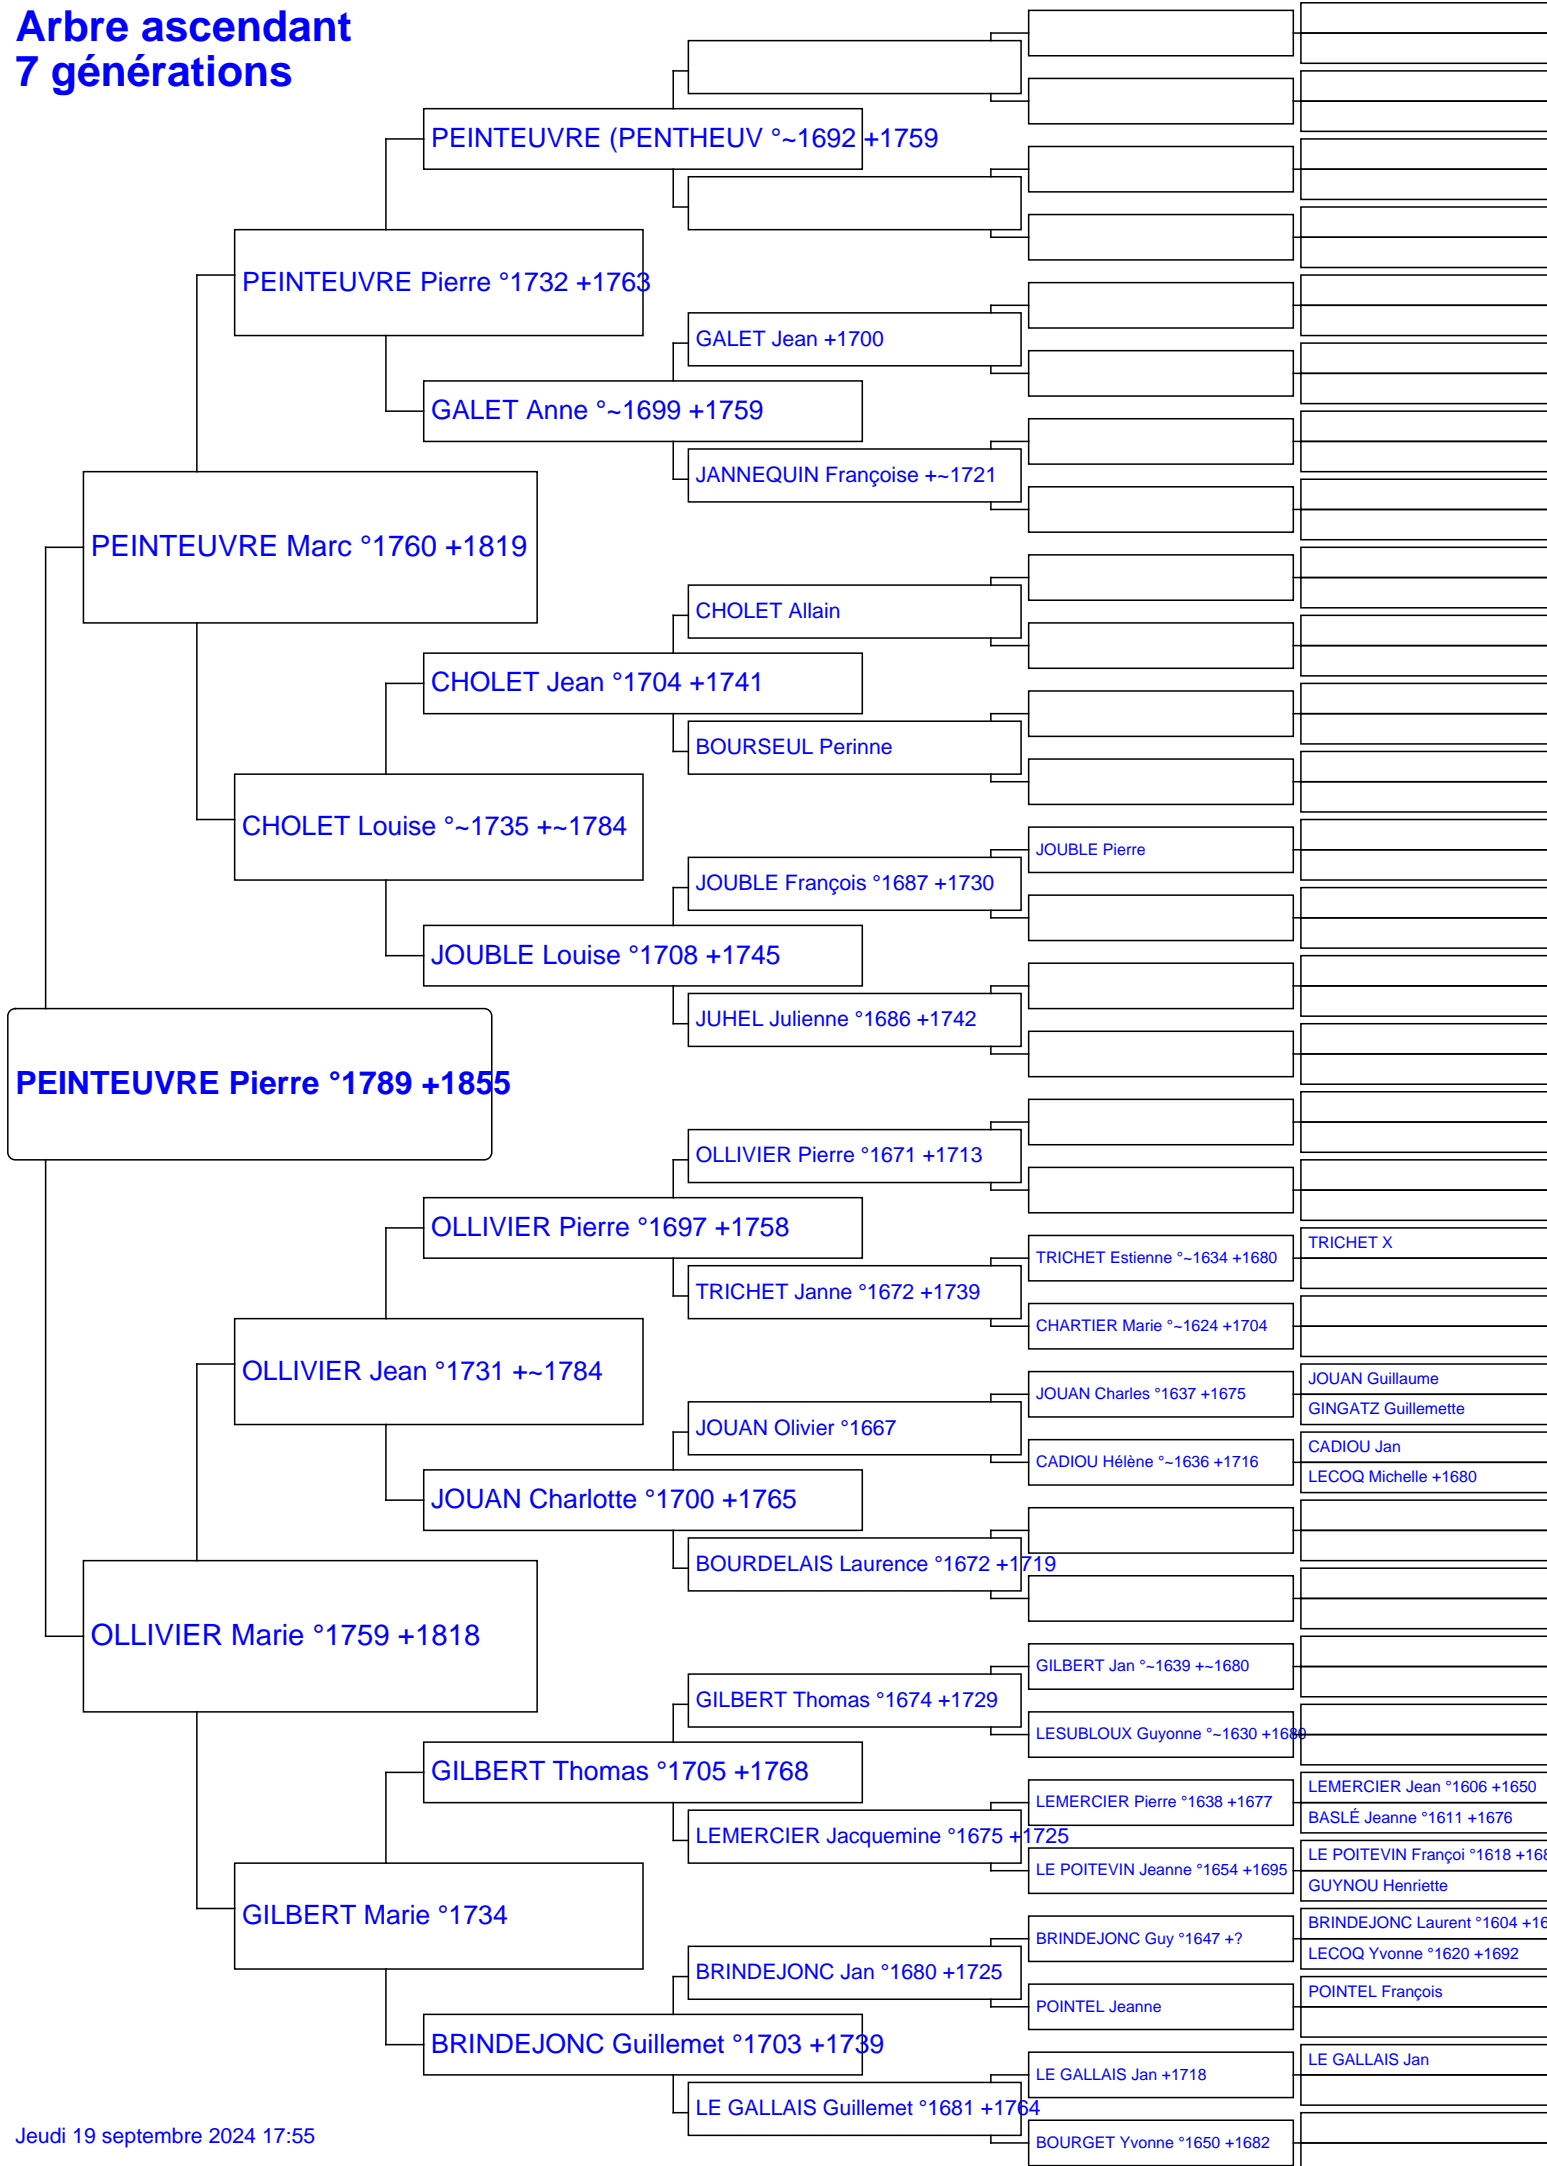 Arbre ascendant
7 générations
PEINTEUVRE (PENTHEUV °~1692 +1759
PEINTEUVRE Pierre °1732 +1763
GALET Jean +1700
GALET Anne °~1699 +1759
JANNEQUIN Françoise +~1721
PEINTEUVRE Marc °1760 +1819
CHOLET Allain
CHOLET Jean °1704 +1741
BOURSEUL Perinne
CHOLET Louise °~1735 +~1784
JOUBLE Pierre
JOUBLE François °1687 +1730
JOUBLE Louise °1708 +1745
JUHEL Julienne °1686 +1742
PEINTEUVRE Pierre °1789 +1855
OLLIVIER Pierre °1671 +1713
OLLIVIER Pierre °1697 +1758
TRICHET X
TRICHET Estienne °~1634 +1680
TRICHET Janne °1672 +1739
CHARTIER Marie °~1624 +1704
OLLIVIER Jean °1731 +~1784
JOUAN Guillaume
JOUAN Charles °1637 +1675
GINGATZ Guillemette
JOUAN Olivier °1667
CADIOU Jan
CADIOU Hélène °~1636 +1716
LECOQ Michelle +1680
JOUAN Charlotte °1700 +1765
BOURDELAIS Laurence °1672 +1719
OLLIVIER Marie °1759 +1818
GILBERT Jan °~1639 +~1680
GILBERT Thomas °1674 +1729
LESUBLOUX Guyonne °~1630 +1680
GILBERT Thomas °1705 +1768
LEMERCIER Jean °1606 +1650
LEMERCIER Pierre °1638 +1677
BASLÉ Jeanne °1611 +1676
LEMERCIER Jacquemine °1675 +1725
LE POITEVIN Françoi °1618 +168
LE POITEVIN Jeanne °1654 +1695
GUYNOU Henriette
GILBERT Marie °1734
BRINDEJONC Laurent °1604 +16
BRINDEJONC Guy °1647 +?
LECOQ Yvonne °1620 +1692
BRINDEJONC Jan °1680 +1725
POINTEL François
POINTEL Jeanne
BRINDEJONC Guillemet °1703 +1739
LE GALLAIS Jan
LE GALLAIS Jan +1718
LE GALLAIS Guillemet °1681 +1764
BOURGET Yvonne °1650 +1682
Jeudi 19 septembre 2024 17:55